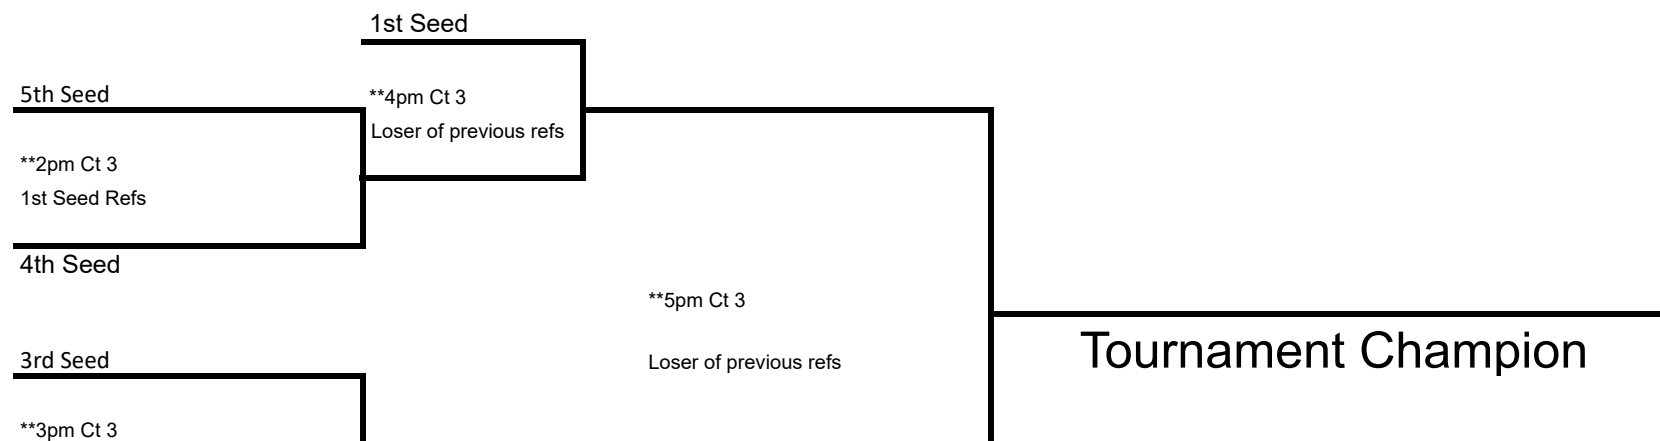 1st Seed
5th Seed
**4pm Ct 3
Loser of previous refs
**2pm Ct 3
1st Seed Refs
4th Seed
**5pm Ct 3
Tournament Champion
3rd Seed
Loser of previous refs
**3pm Ct 3